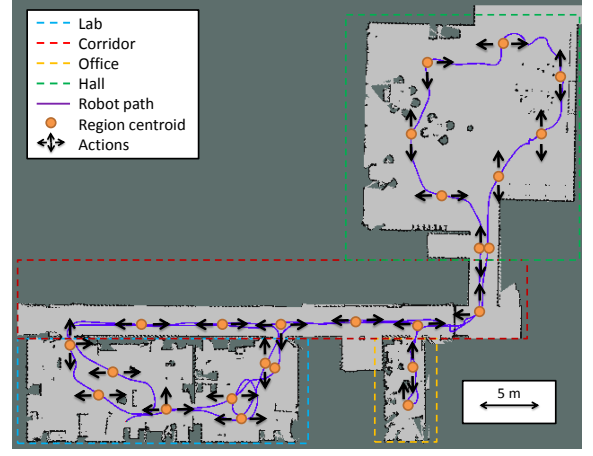 Lab
Corridor
Office
Hall
Robot path
Region centroid
Actions
5 m